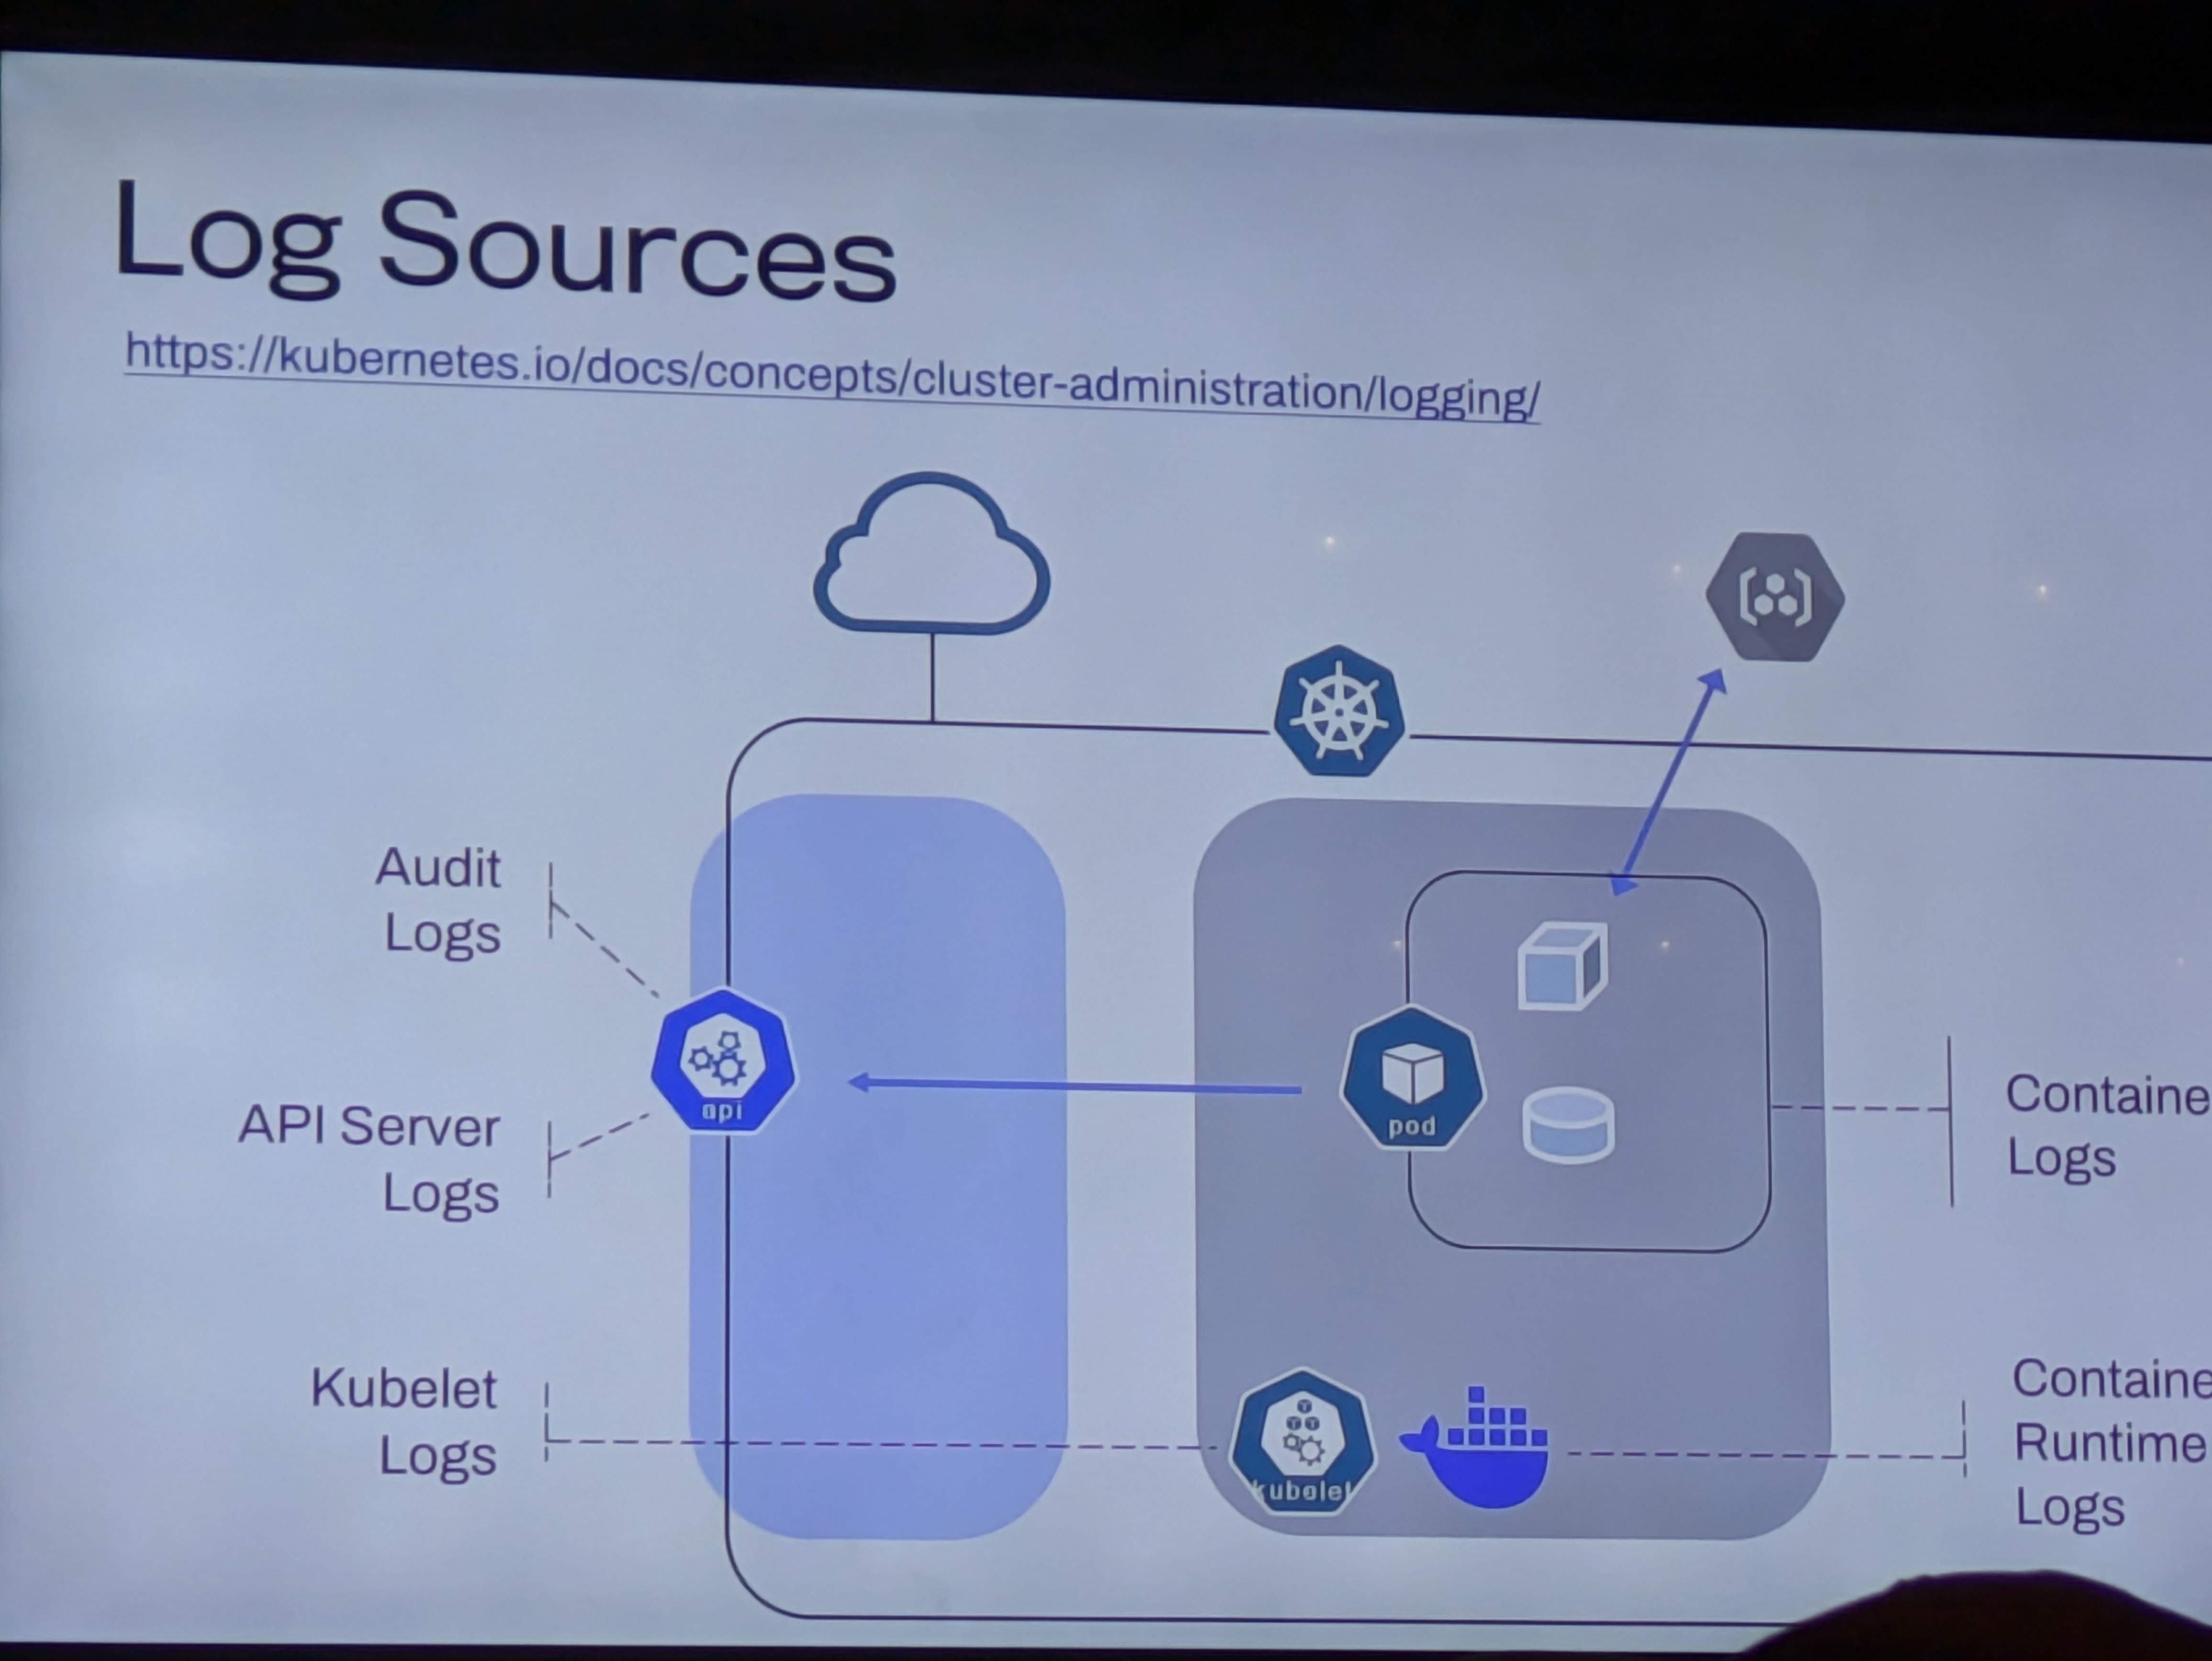 Log Sources
https://kubernetes.io/docs/concepts/cluster-administration/logging/
Audit
Logs
api
API Server
Logs
pod
Containe
Logs
Kubelet
Logs
kubelet
Containe
Runtime
Logs